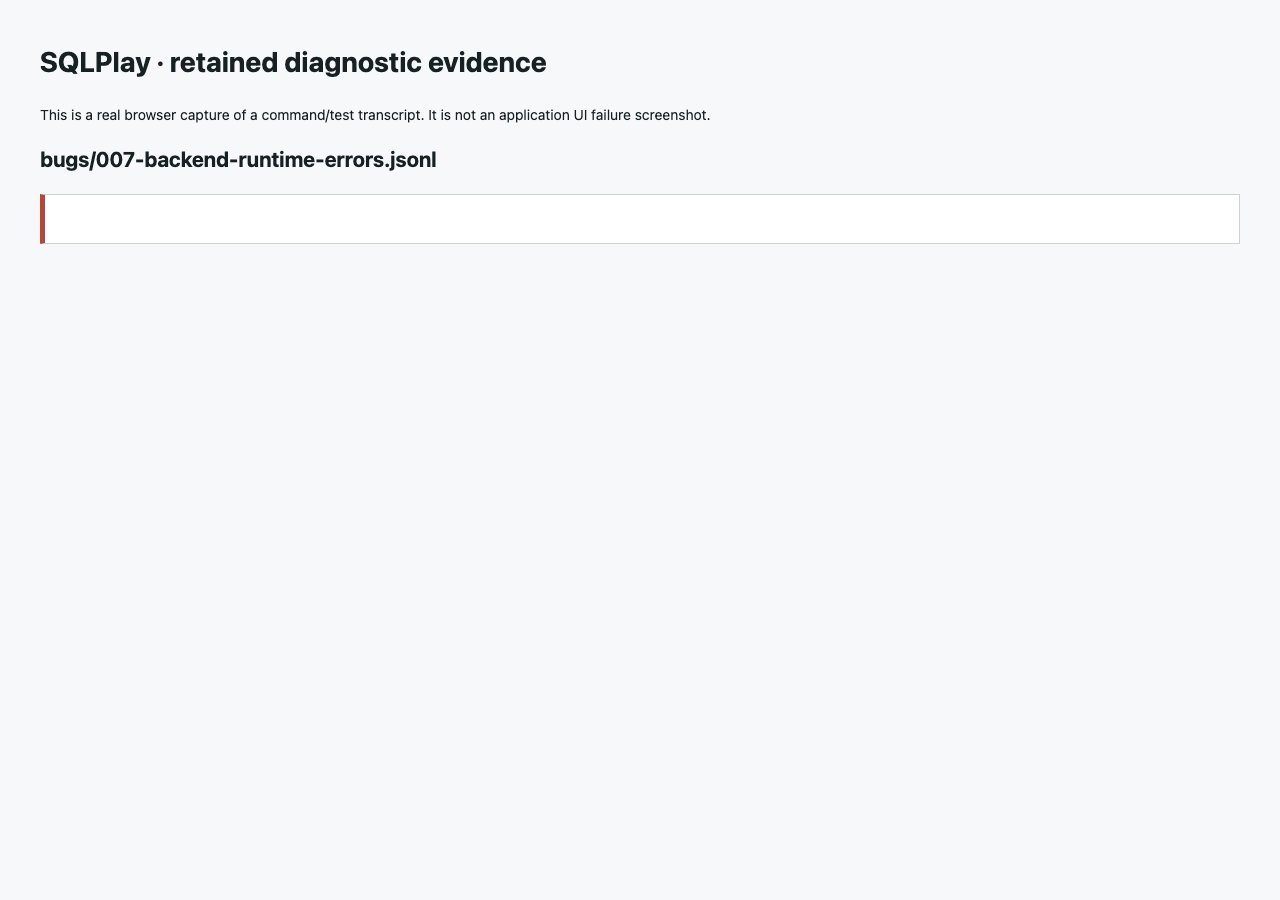 SQLPlay · retained diagnostic evidence
This is a real browser capture of a command/test transcript. It is not an application UI failure screenshot.
bugs/007-backend-runtime-errors.jsonl